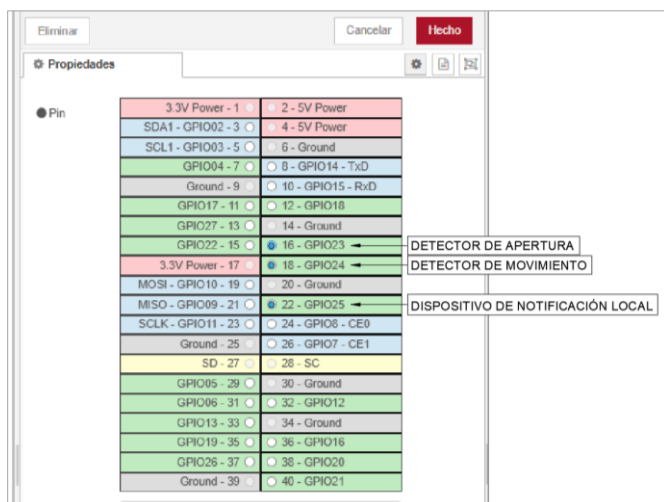 Eliminar Cancelar Hecho
Propiedades
Pin
3.3V Power - 1 2 - 5V Power
SDA1 - GPIO02 - 3 4 - 5V Power
SCL1 - GPIO03 - 5 6 - Ground
GPIO04 - 7 8 - GPIO14 - TxD
Ground - 9 10 - GPIO15 - RxD
GPIO17 - 11 12 - GPIO18
GPIO27 - 13 14 - Ground
GPIO22 - 15 16 - GPIO23 DETECTOR DE APERTURA
3.3V Power - 17 18 - GPIO24 DETECTOR DE MOVIMIENTO
MOSI - GPIO10 - 19 20 - Ground
MISO - GPIO09 - 21 22 - GPIO25 DISPOSITIVO DE NOTIFICACIÓN LOCAL
SCLK - GPIO11 - 23 24 - GPIO8 - CE0
Ground - 25 26 - GPIO7 - CE1
SD - 27 28 - SC
GPIO05 - 29 30 - Ground
GPIO06 - 31 32 - GPIO12
GPIO13 - 33 34 - Ground
GPIO19 - 35 36 - GPIO16
GPIO26 - 37 38 - GPIO20
Ground - 39 40 - GPIO21